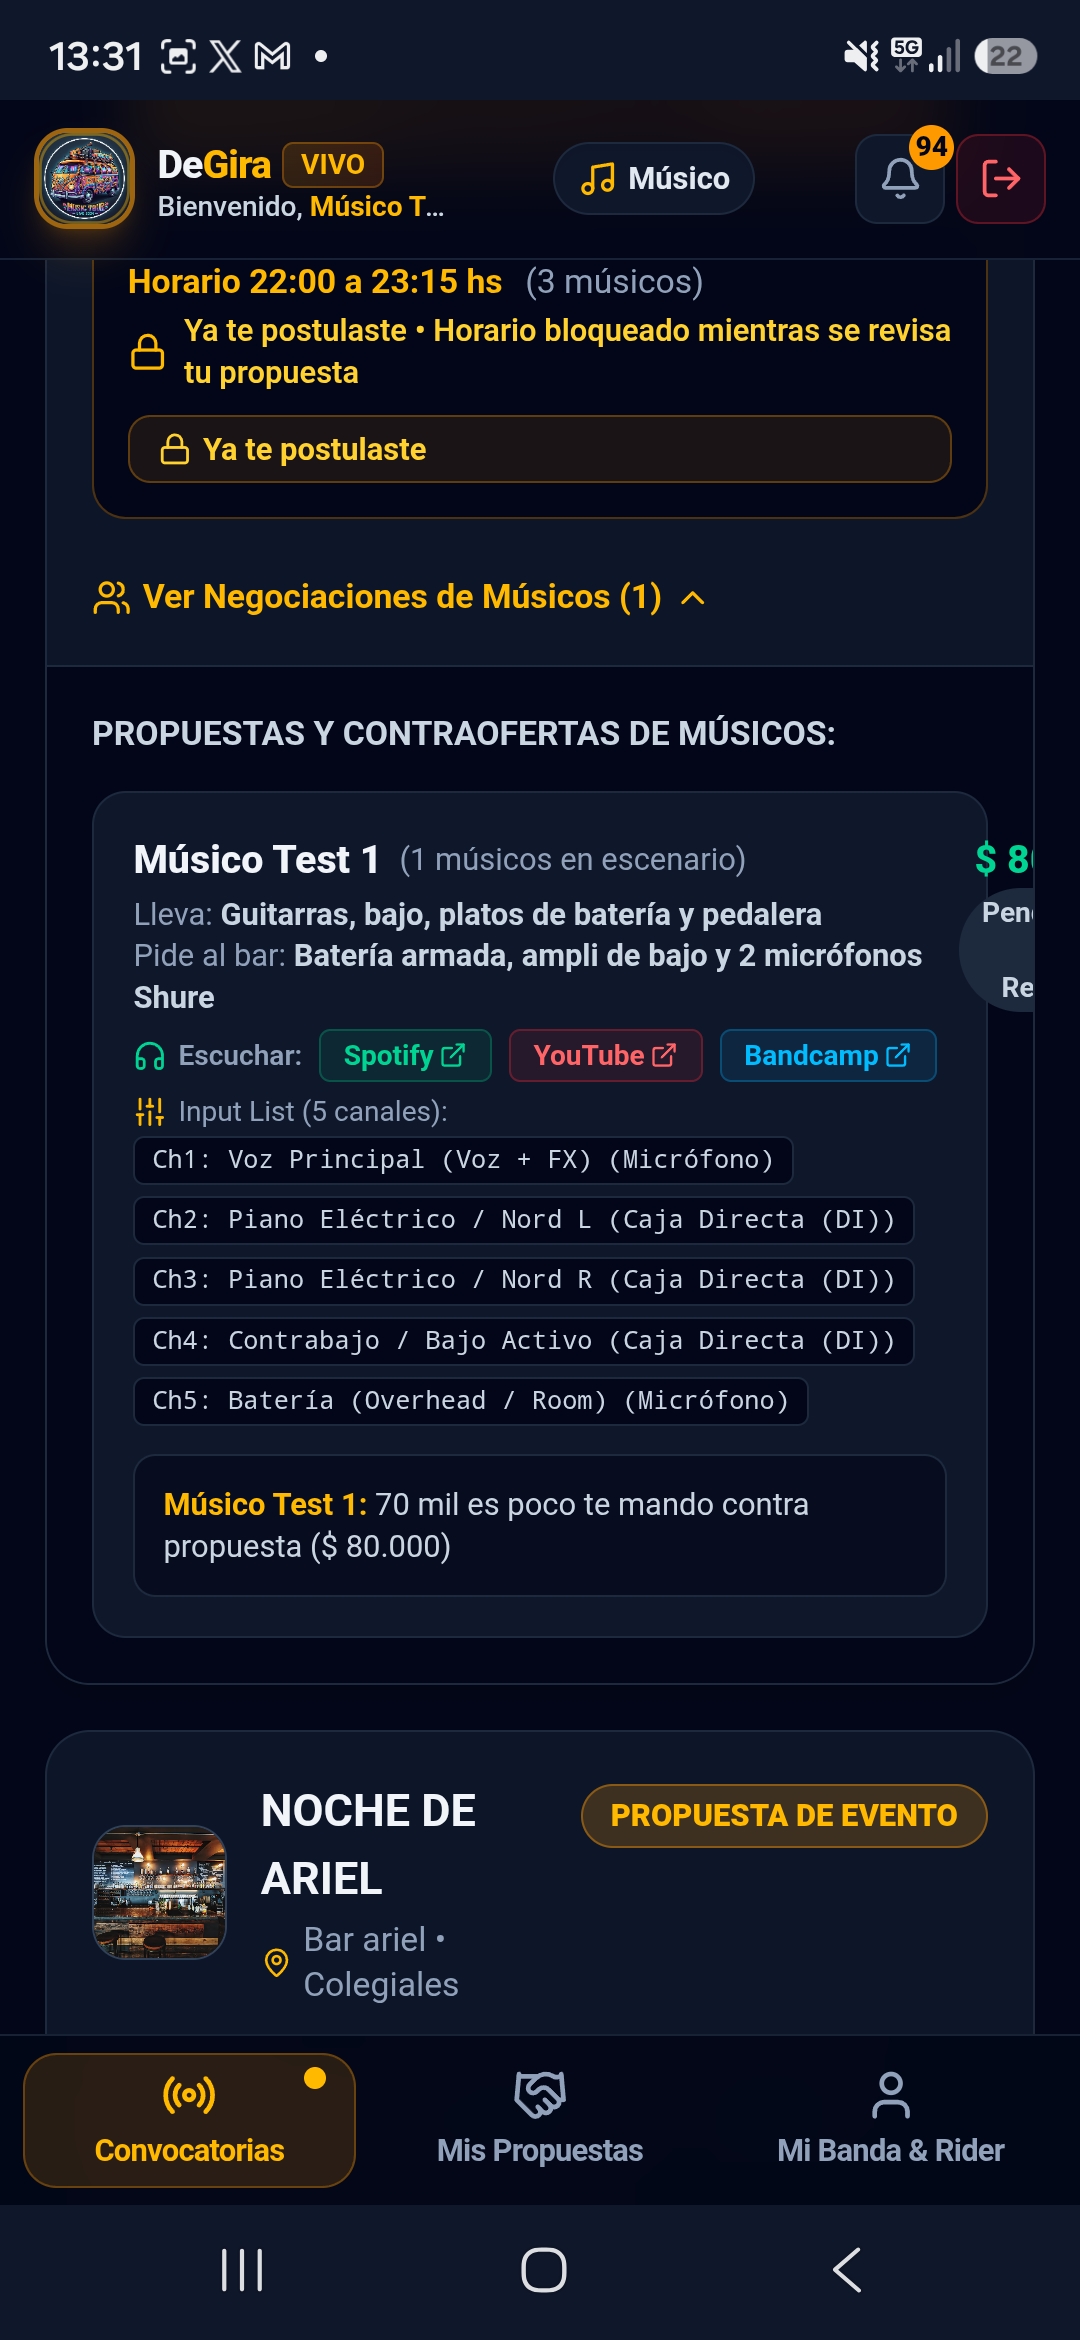 13:31
5G
22
DeGira VIVO
Bienvenido, Músico T...
Músico
94
Horario 22:00 a 23:15 hs (3 músicos)
Ya te postulaste • Horario bloqueado mientras se revisa
tu propuesta
Ya te postulaste
Ver Negociaciones de Músicos (1)
PROPUESTAS Y CONTRAOFERTAS DE MÚSICOS:
Músico Test 1 (1 músicos en escenario)
$ 8
Lleva: Guitarras, bajo, platos de batería y pedalera
Pen
Pide al bar: Batería armada, ampli de bajo y 2 micrófonos
Shure
Re
Escuchar: Spotify YouTube Bandcamp
Input List (5 canales):
Ch1: Voz Principal (Voz + FX) (Micrófono)
Ch2: Piano Eléctrico / Nord L (Caja Directa (DI))
Ch3: Piano Eléctrico / Nord R (Caja Directa (DI))
Ch4: Contrabajo / Bajo Activo (Caja Directa (DI))
Ch5: Batería (Overhead / Room) (Micrófono)
Músico Test 1: 70 mil es poco te mando contra
propuesta ($ 80.000)
NOCHE DE
ARIEL
PROPUESTA DE EVENTO
Bar ariel •
Colegiales
Convocatorias
Mis Propuestas
Mi Banda & Rider